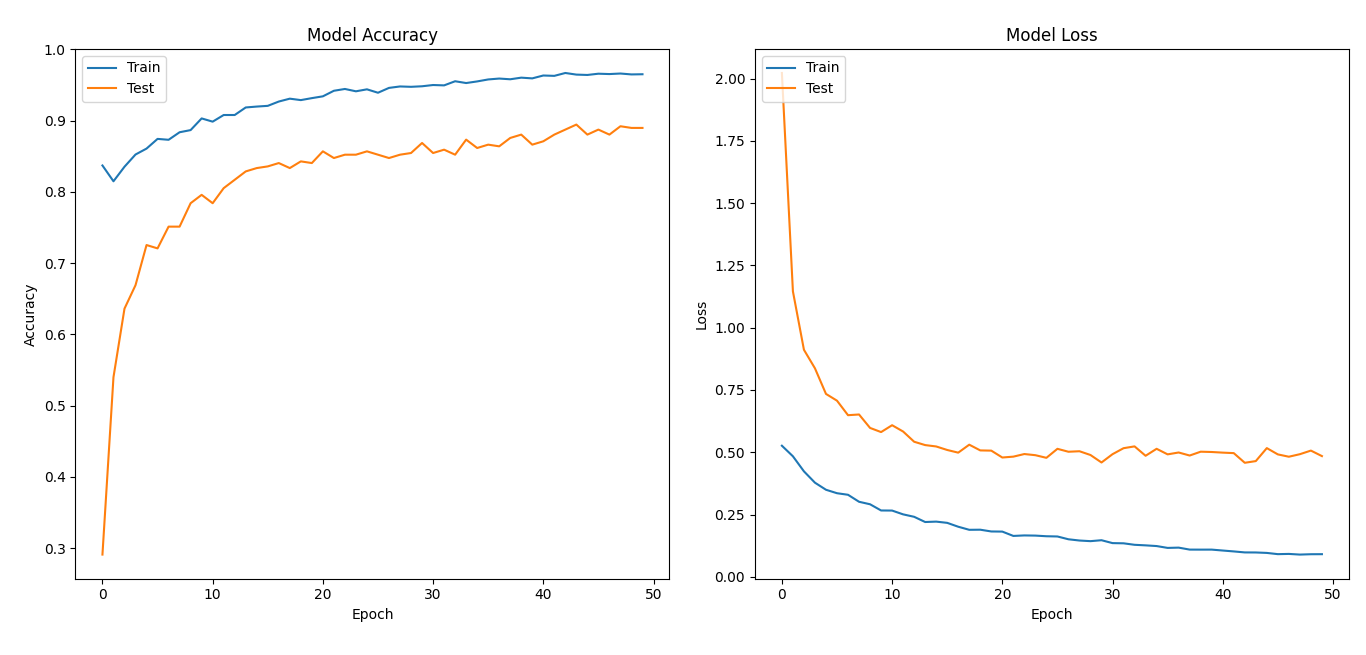 Model Accuracy
Train
Test
1.0
0.9
0.8
0.7
0.6
0.5
0.4
0.3
Accuracy
0 10 20 30 40 50
Epoch
Model Loss
Train
Test
2.00
1.75
1.50
1.25
1.00
0.75
0.50
0.25
0.00
Loss
0 10 20 30 40 50
Epoch